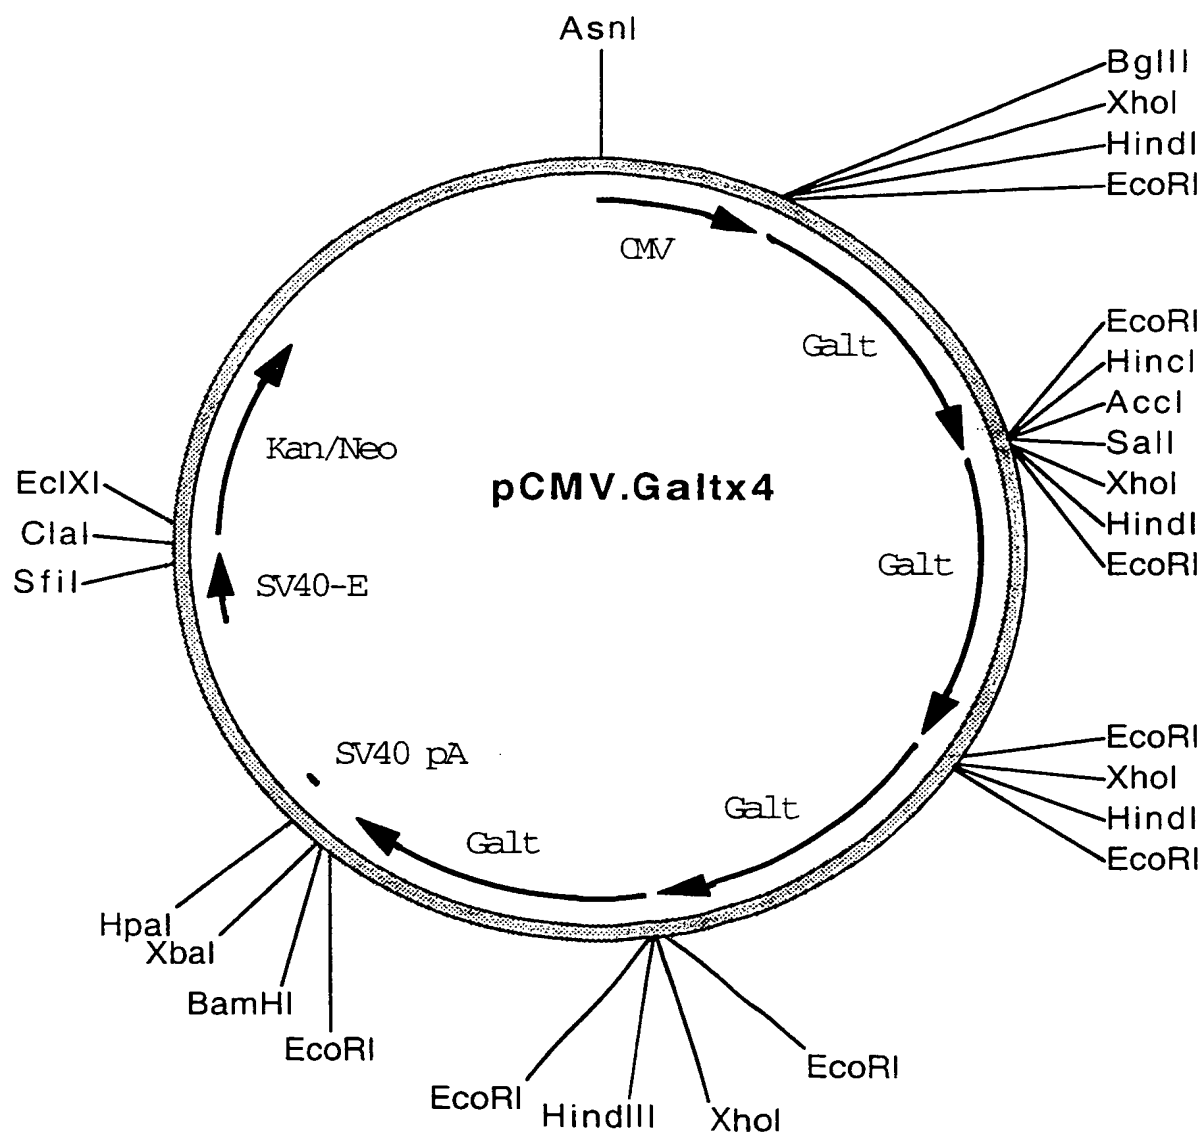 AsnI
BglII
XhoI
HindI
EcoRI
CMV
Galt
EcoRI
HincI
AccI
SalI
XhoI
HindI
EcoRI
Kan/Neo
pCMV.Galtx4
EclXI
ClaI
SfiI
SV40-E
Galt
EcoRI
XhoI
HindI
EcoRI
SV40 pA
Galt
Galt
HpaI
XbaI
BamHI
EcoRI
EcoRI
HindIII
XhoI
EcoRI